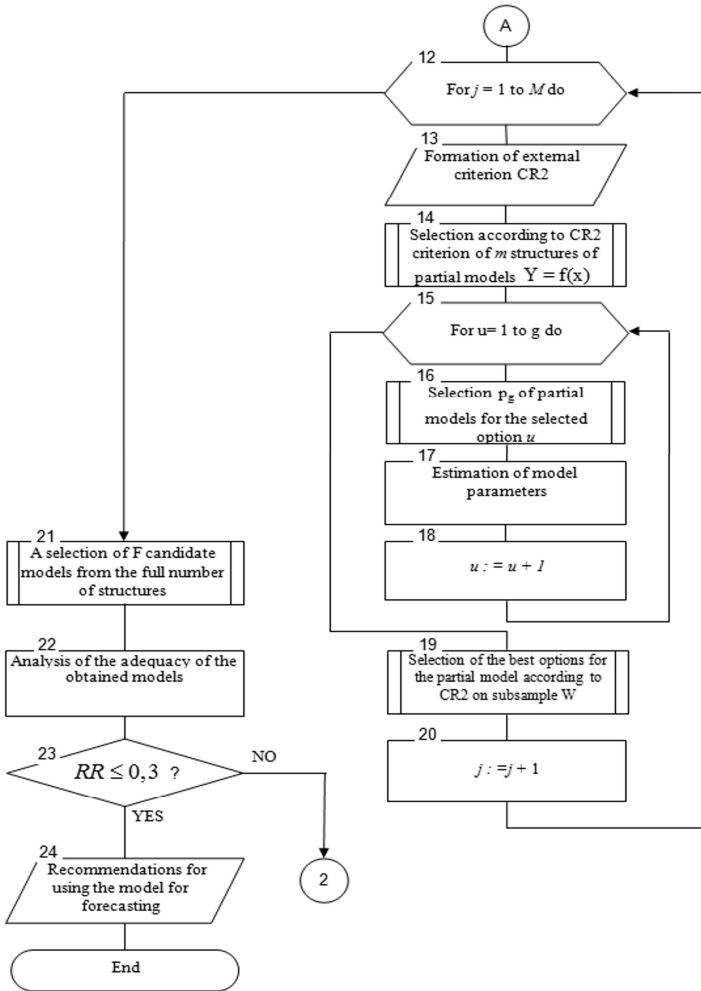 A
12
For j = 1 to M do
13
Formation of external
criterion CR2
14
Selection according to CR2
criterion of m structures of
partial models Y = f(x)
15
For u= 1 to g do
16
Selection pg of partial
models for the selected
option u
17
Estimation of model
parameters
18
u : = u + 1
19
Selection of the best options for
the partial model according to
CR2 on subsample W
20
j : =j + 1
21
A selection of F candidate
models from the full number
of structures
22
Analysis of the adequacy of the
obtained models
23
RR ≤ 0,3 ?
NO
YES
2
24
Recommendations for
using the model for
forecasting
End